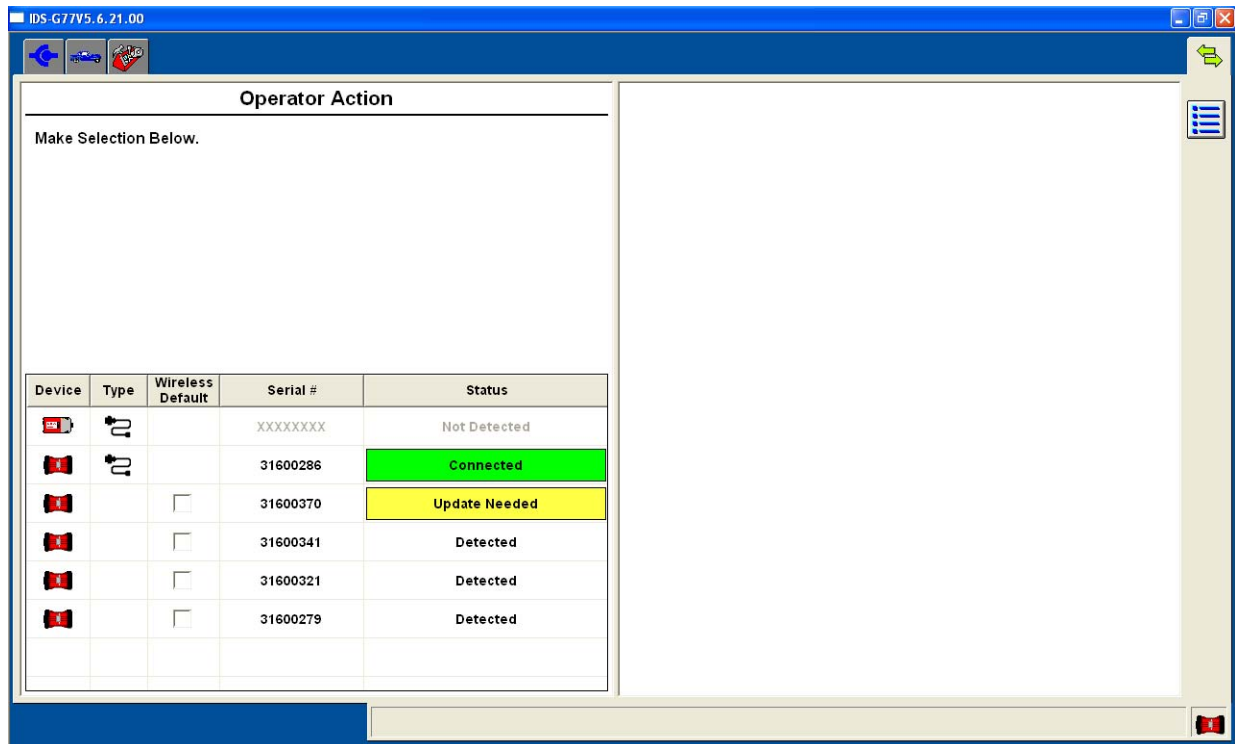 IDS-G77V5.6.21.00
Operator Action
Make Selection Below.
Device Type Wireless Default Serial # Status
XXXXXXXX Not Detected
31600286 Connected
31600370 Update Needed
31600341 Detected
31600321 Detected
31600279 Detected